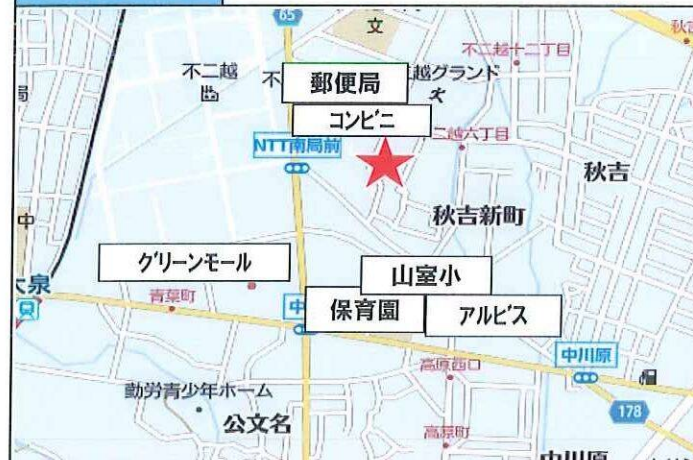 65
文
秋
不二越十二丁目
不二越
不
越グランド
郵便局
コンビニ
NTT南局前
二越六丁目
秋吉
中
秋吉新町
グリーンモール
山室小
大泉
青葉町
中
保育園
アルビス
中川原
高原西口
勤労青少年ホーム
178
公文名
高原町
中川原